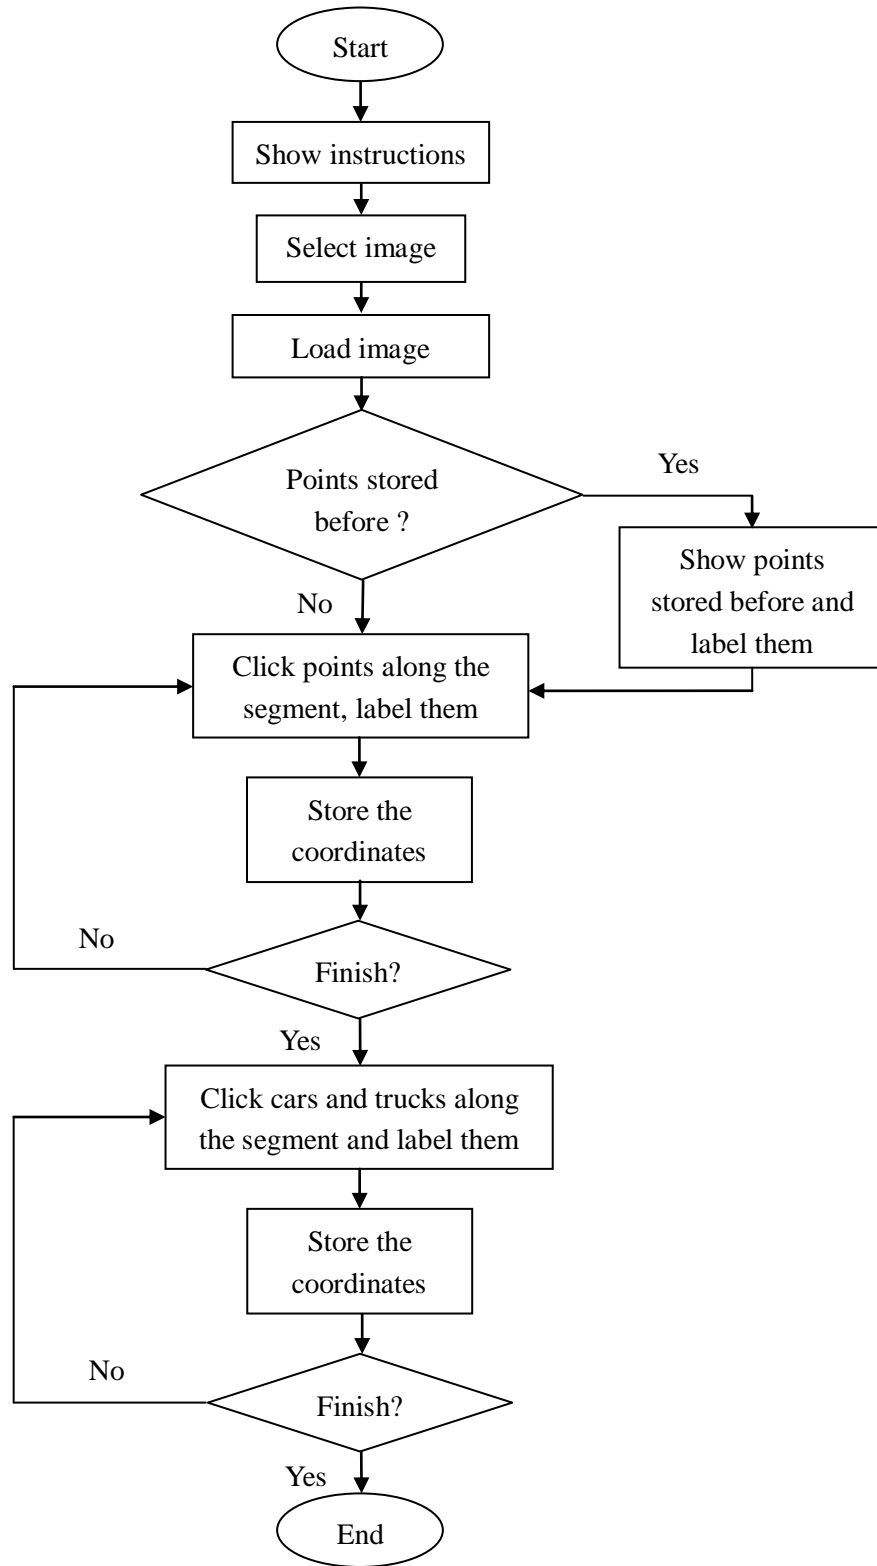 Start
Show instructions
Select image
Load image
Points stored
before ?
Yes
Show points
stored before and
label them
No
Click points along the
segment, label them
Store the
coordinates
No
Finish?
Yes
Click cars and trucks along
the segment and label them
Store the
coordinates
No
Finish?
Yes
End